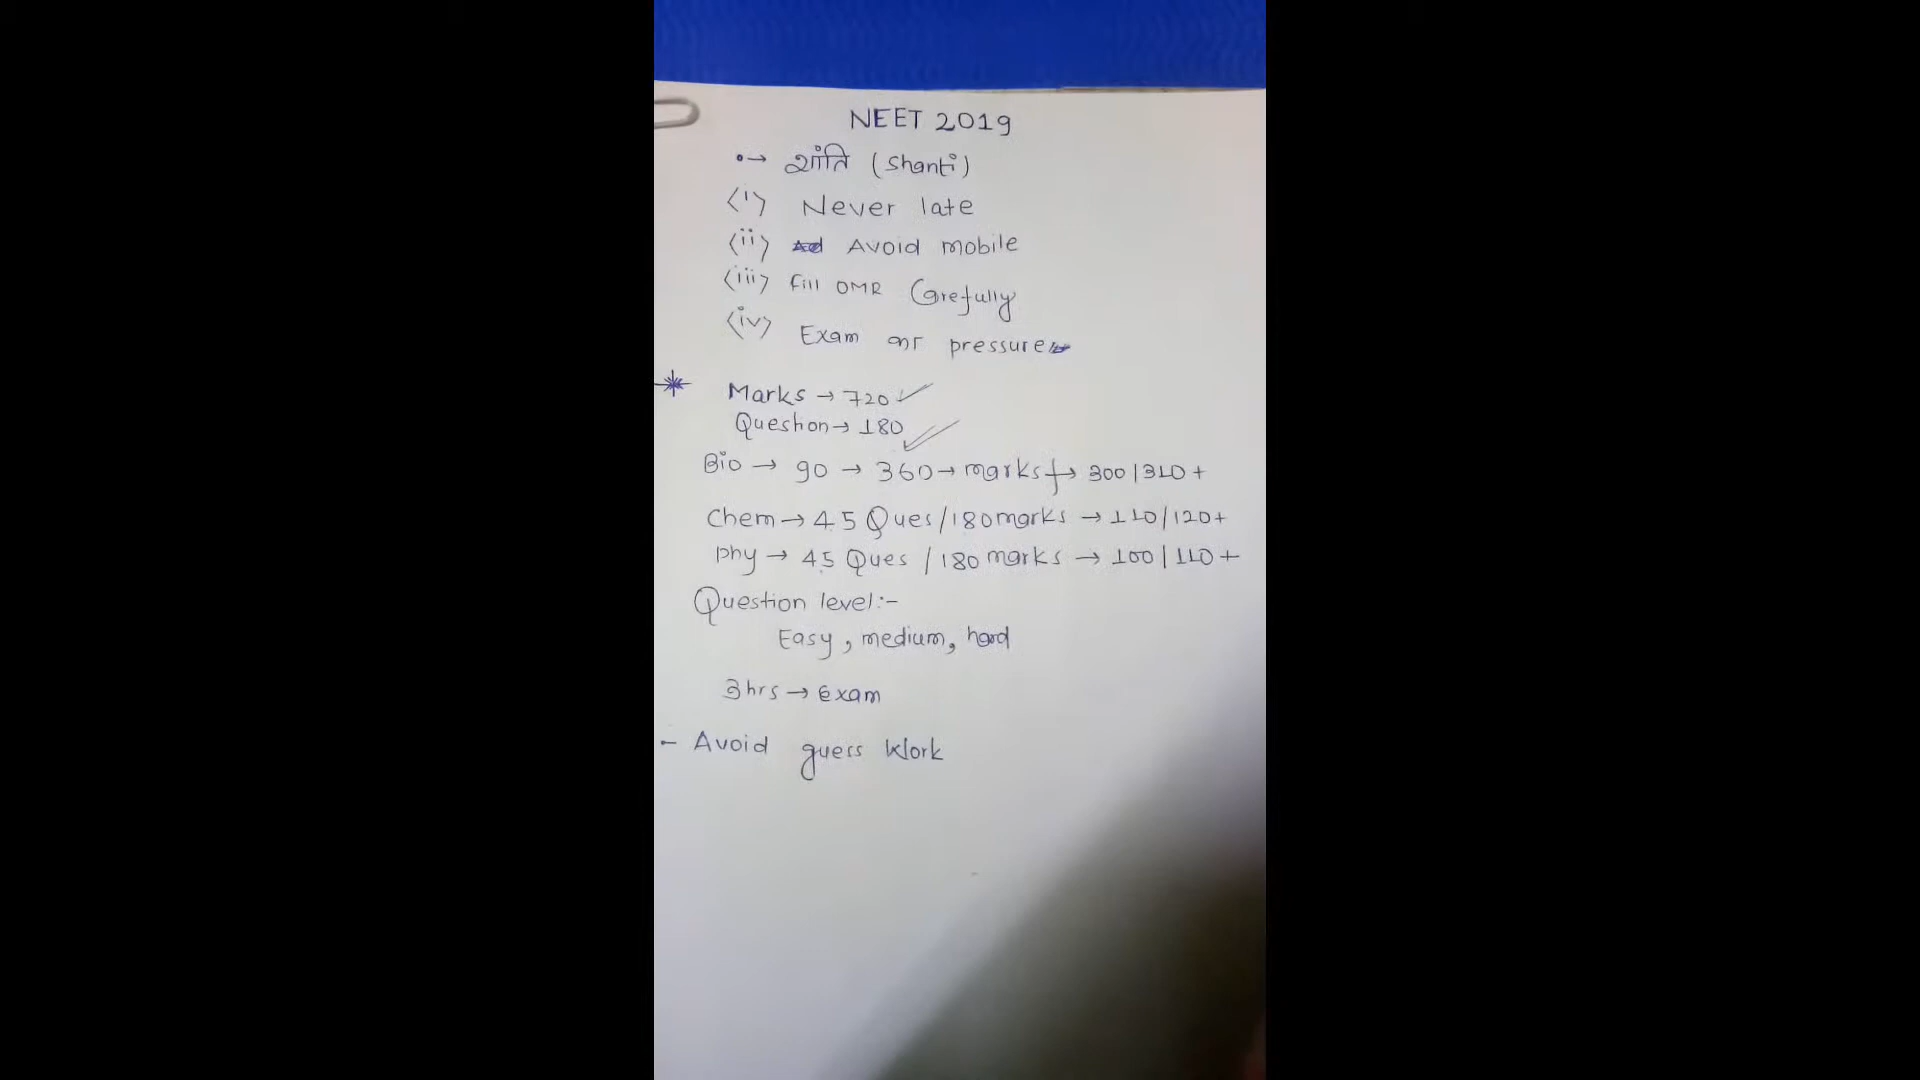 NEET 2019
•→ शांति (Shanti)
(i) Never late
(ii) Avoid mobile
(iii) Fill OMR Carefully
(iv) Exam का pressure
* Marks → 720 ✓
Question → 180
Bio → 90 → 360 → marks → 300/310+
Chem → 45 Ques/180 marks → 110/120+
Phy → 45 Ques/180 marks → 100/110+
Question level:-
Easy, medium, hard
3hrs → Exam
- Avoid guess Work